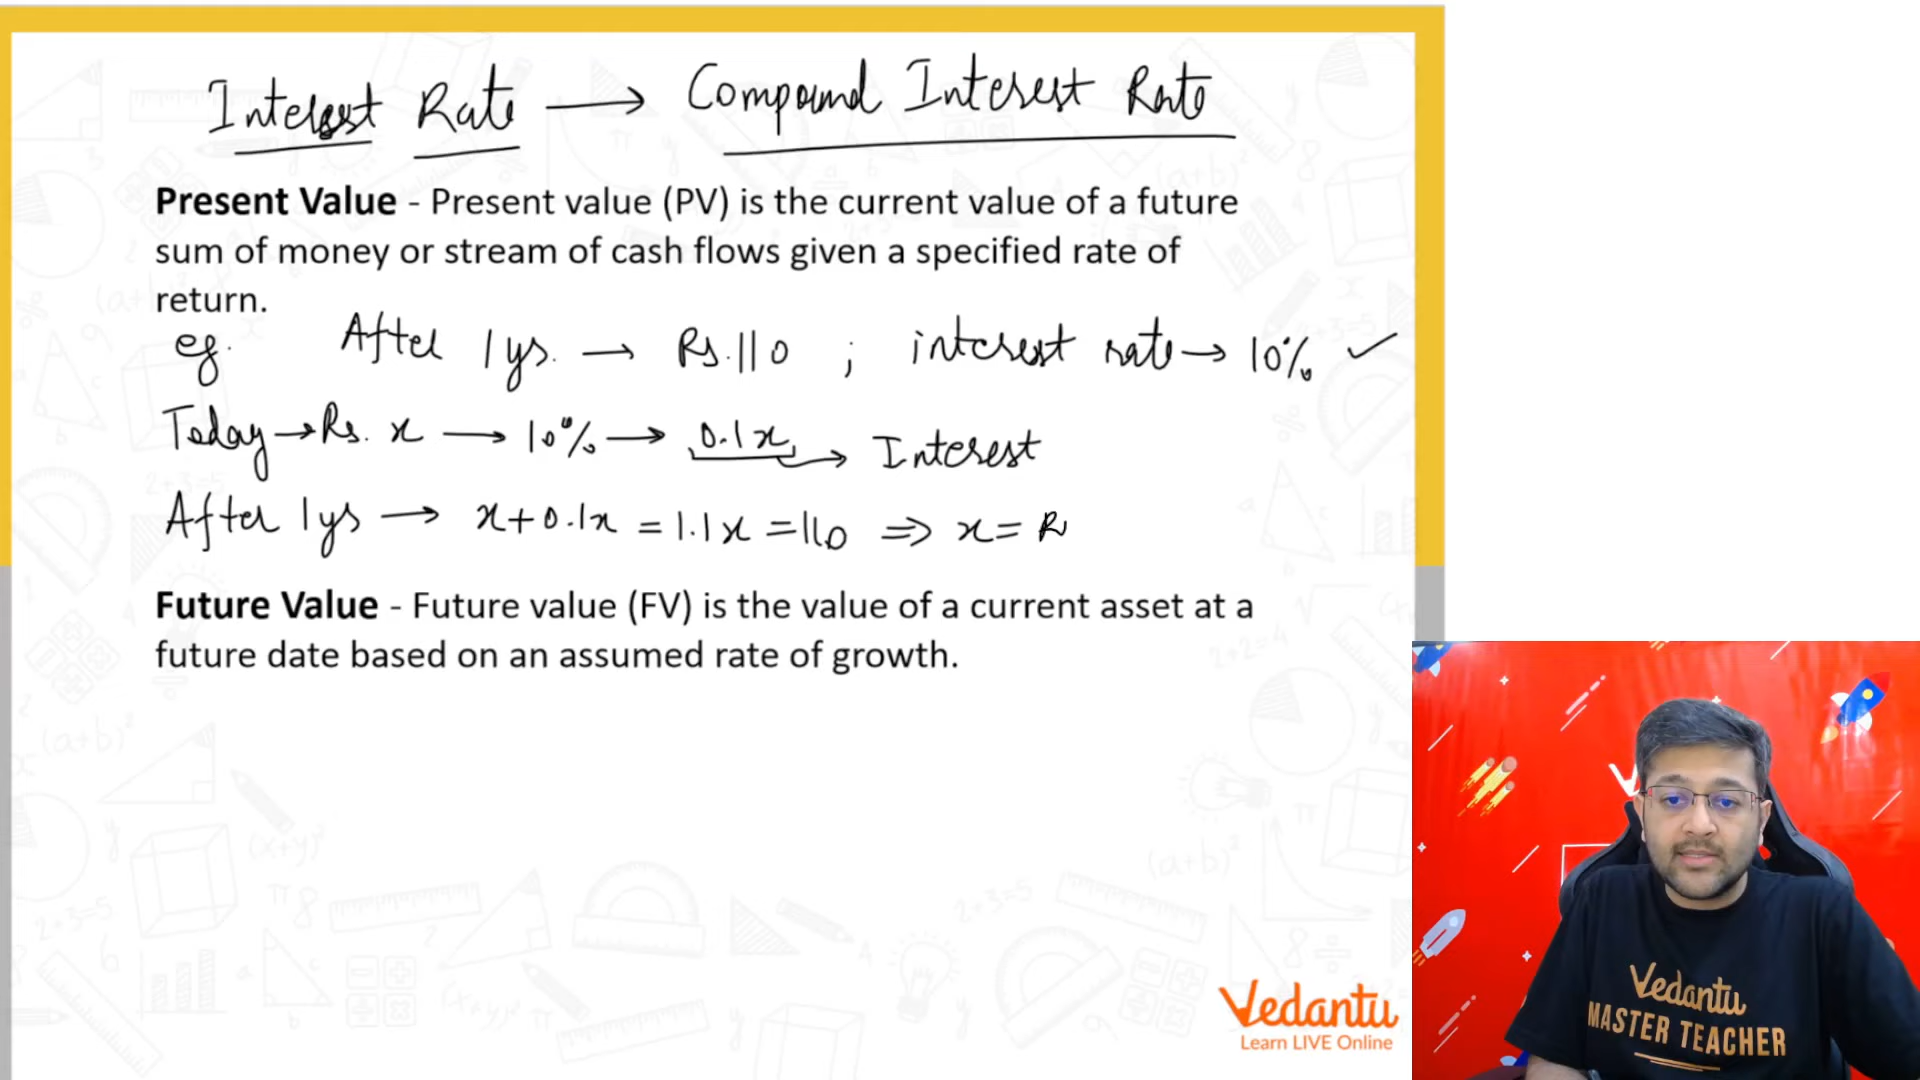 Interest Rate → Compound Interest Rate
Present Value - Present value (PV) is the current value of a future
sum of money or stream of cash flows given a specified rate of
return.
eg. After 1 yr. → Rs.110 ; interest rate → 10% ✓
Today → Rs. x → 10% → 0.1x → Interest
After 1 yr → x+0.1x = 1.1x = 110 ⇒ x = R
Future Value - Future value (FV) is the value of a current asset at a
future date based on an assumed rate of growth.
Vedantu
Learn LIVE Online
Vedantu
MASTER TEACHER